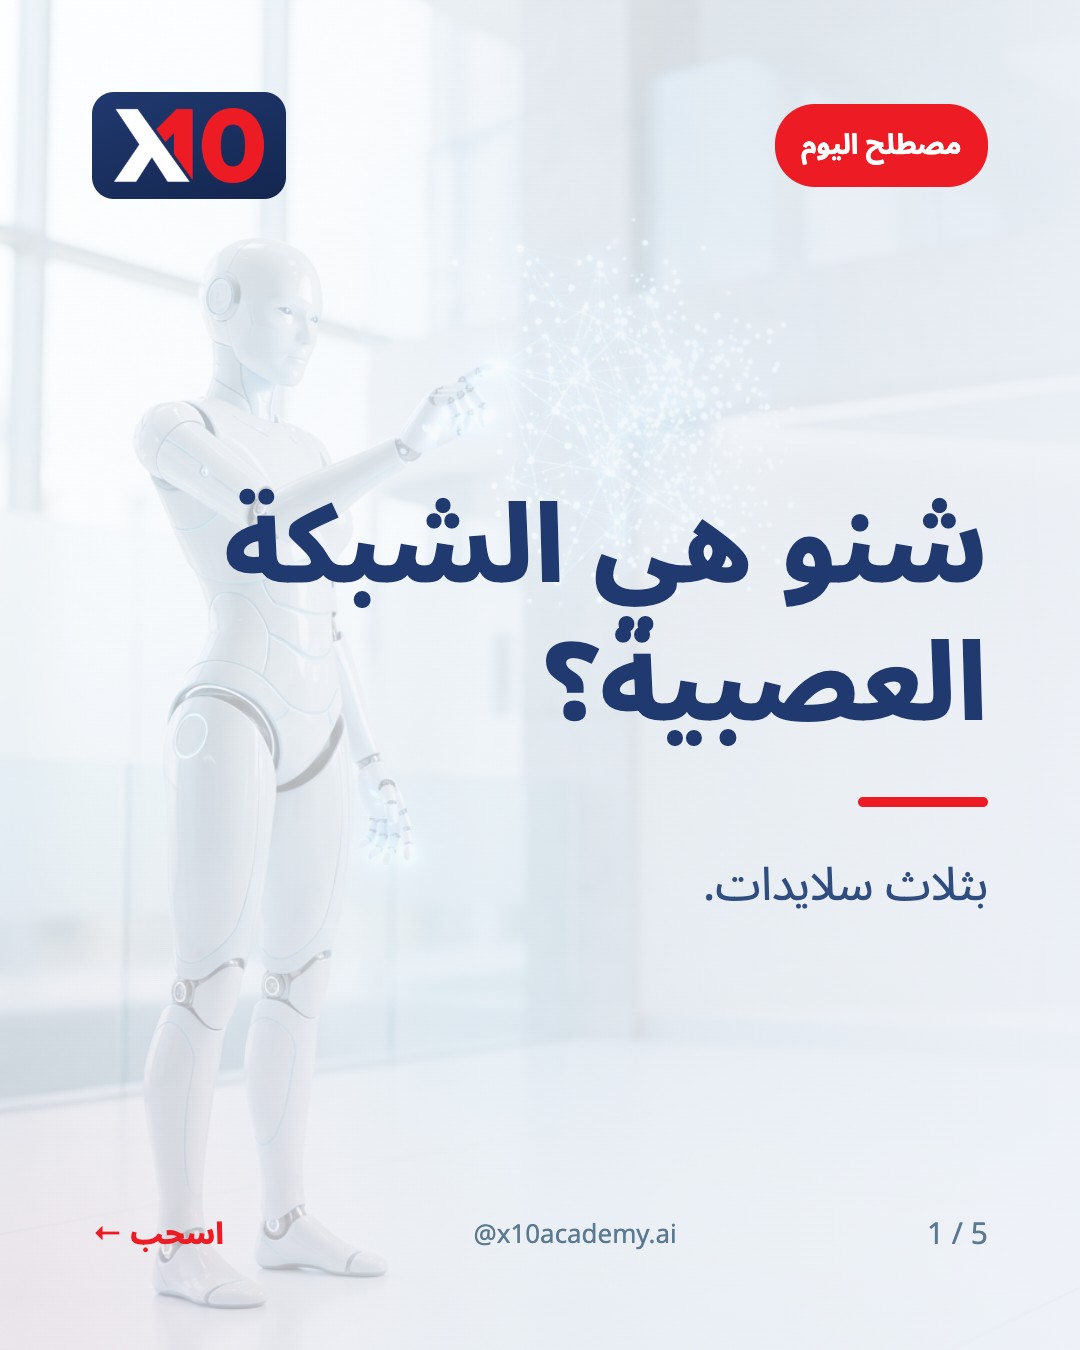 X10
مصطلح اليوم
شنو هي الشبكة
العصبية؟
بثلاث سلايدات.
1 / 5
@x10academy.ai
اسحب ←